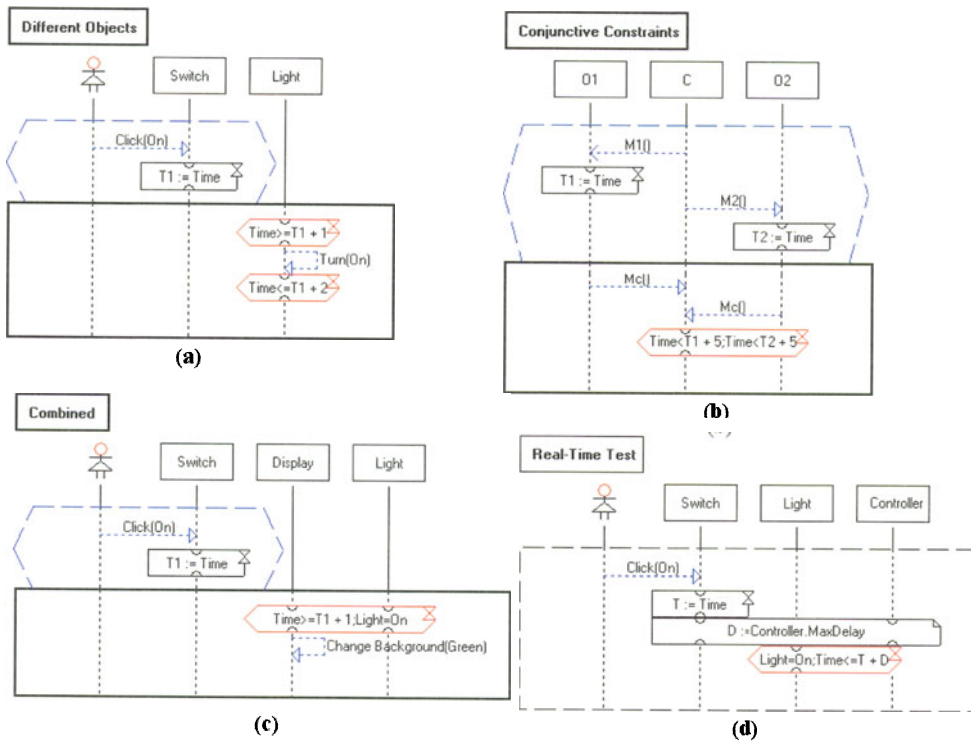 Different Objects
Switch
Light
Click(On)
T1 := Time
Time>=T1 + 1
Turn(On)
Time<=T1 + 2
(a)
Conjunctive Constraints
O1
C
O2
M1()
T1 := Time
M2()
T2 := Time
Mc()
Mc()
Time<T1 + 5;Time<T2 + 5
(b)
Combined
Switch
Display
Light
Click(On)
T1 := Time
Time>=T1 + 1;Light=On
Change Background(Green)
(c)
Real-Time Test
Switch
Light
Controller
Click(On)
T := Time
D :=Controller.MaxDelay
Light=On;Time<=T + D
(d)